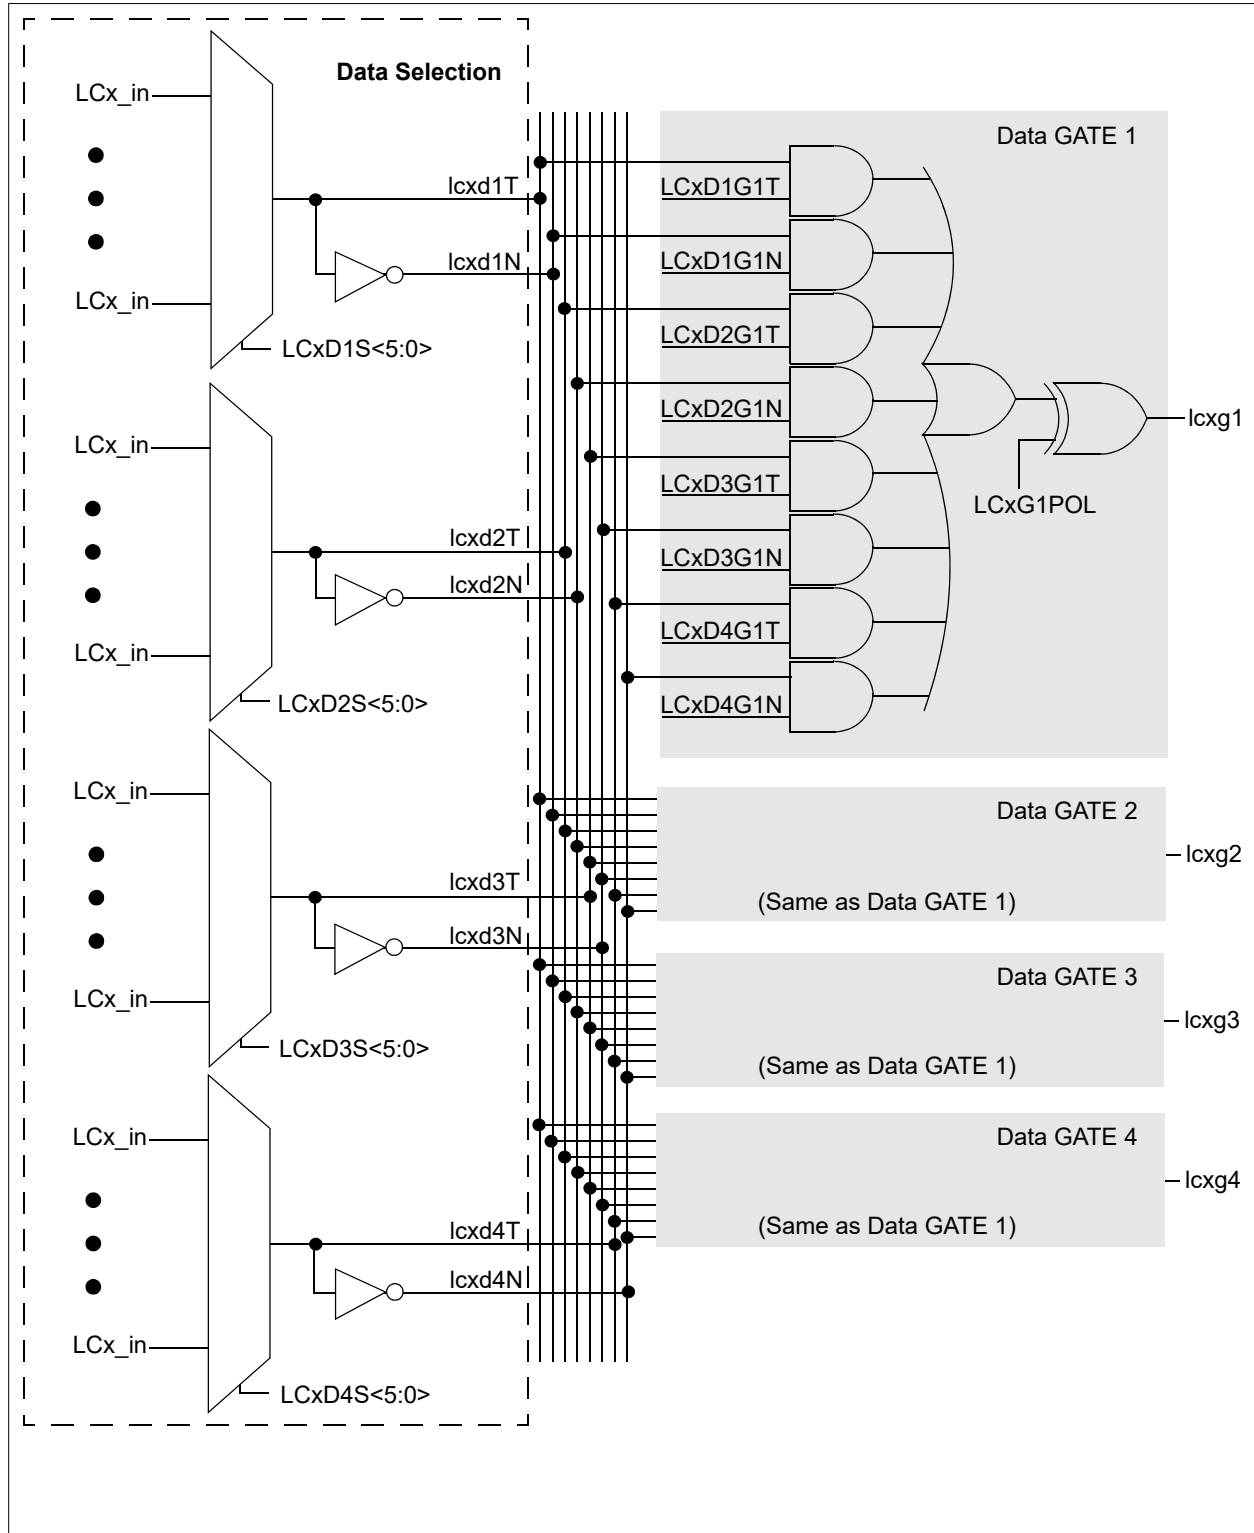 Data Selection
LCx_in
LCx_in
lcxd1T
lcxd1N
LCxD1S<5:0>
LCx_in
LCx_in
lcxd2T
lcxd2N
LCxD2S<5:0>
LCx_in
LCx_in
lcxd3T
lcxd3N
LCxD3S<5:0>
LCx_in
LCx_in
lcxd4T
lcxd4N
LCxD4S<5:0>
Data GATE 1
LCxD1G1T
LCxD1G1N
LCxD2G1T
LCxD2G1N
LCxD3G1T
LCxD3G1N
LCxD4G1T
LCxD4G1N
LCxG1POL
lcxg1
Data GATE 2
(Same as Data GATE 1)
lcxg2
Data GATE 3
(Same as Data GATE 1)
lcxg3
Data GATE 4
(Same as Data GATE 1)
lcxg4